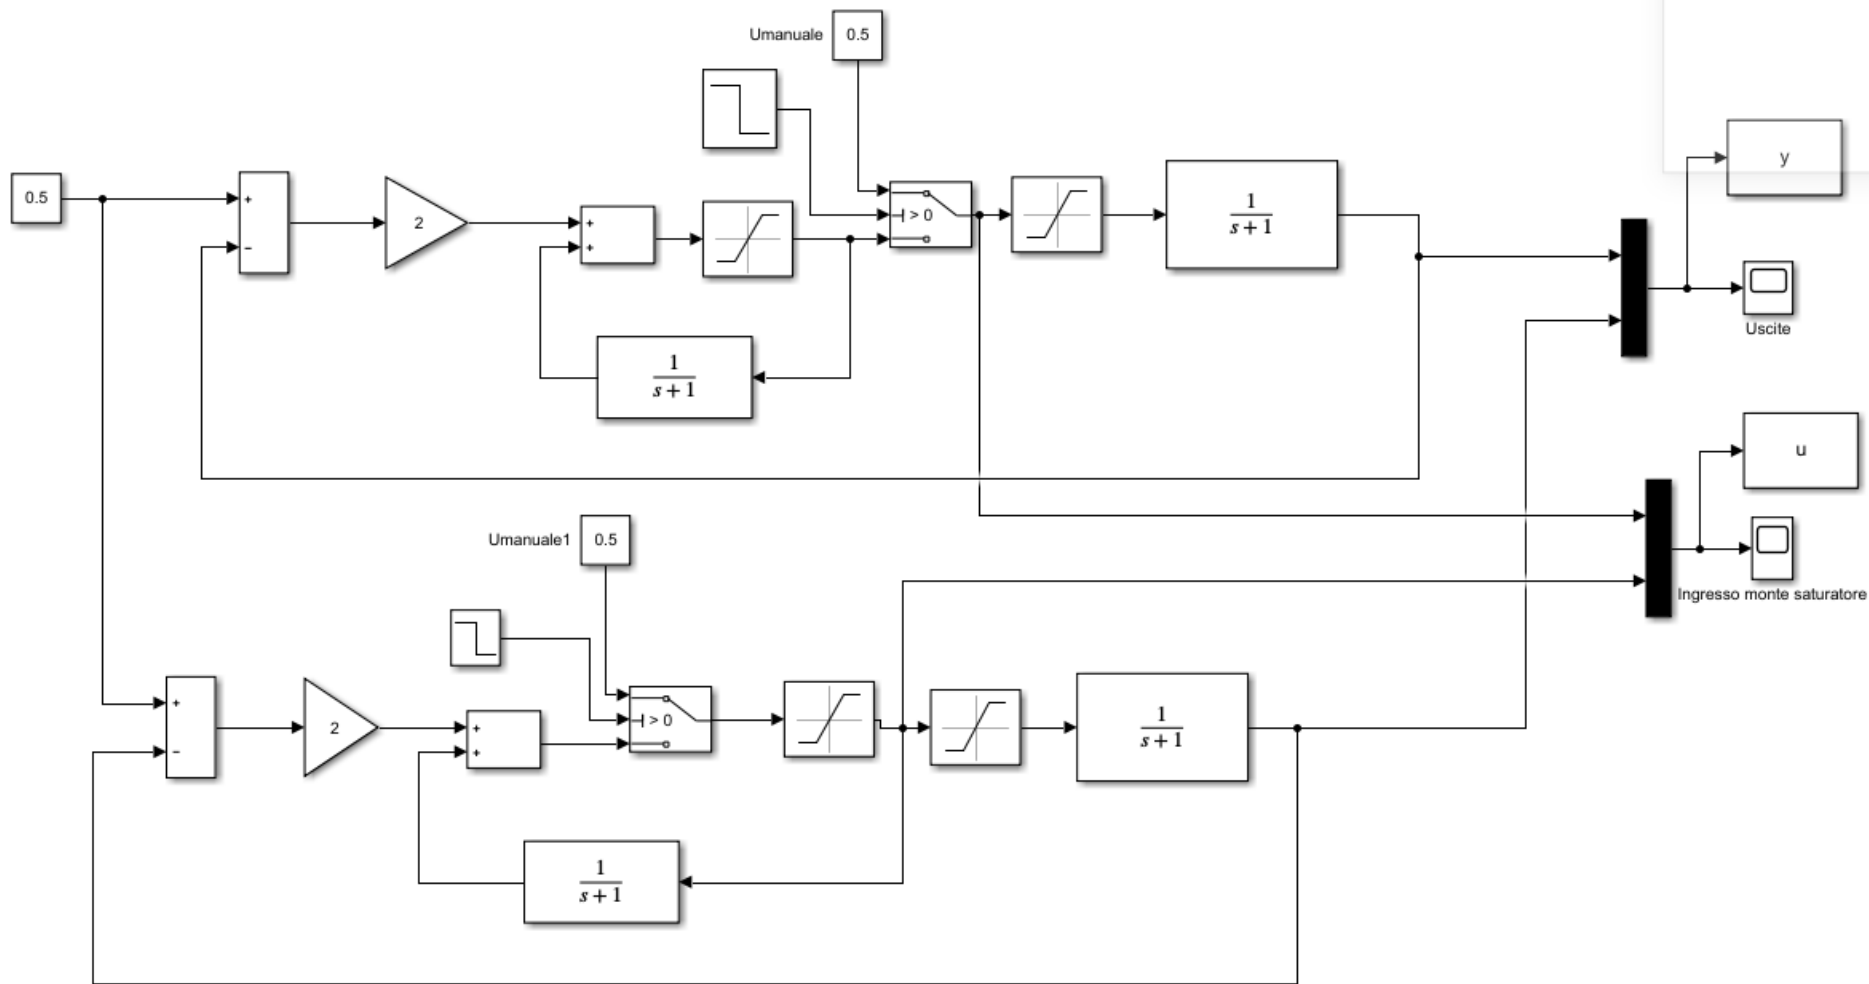 Umanuale
0.5
y
0.5
+
−
2
+
+
> 0
1
s + 1
Uscite
1
s + 1
u
Umanuale1
0.5
Ingresso monte saturatore
+
−
2
+
+
> 0
1
s + 1
1
s + 1